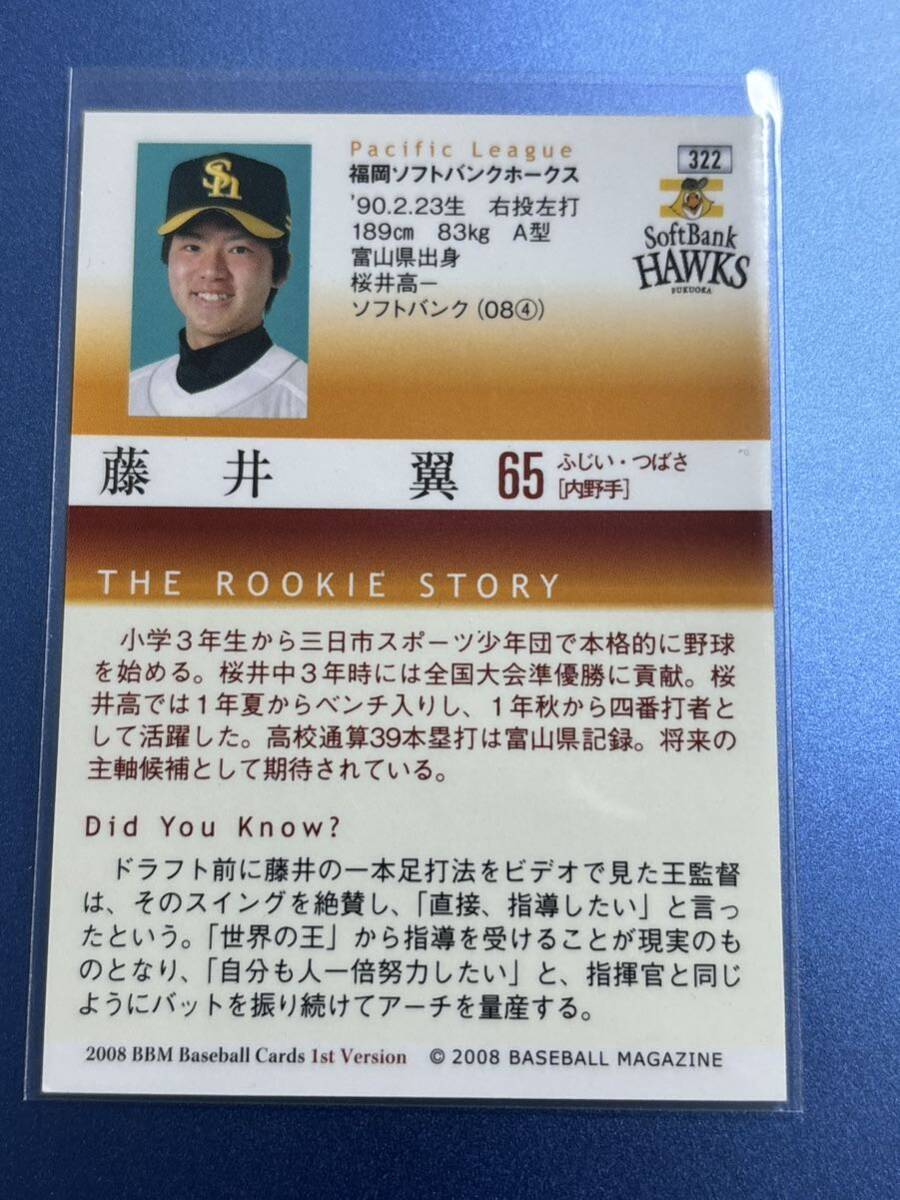 Pacific League
福岡ソフトバンクホークス
'90.2.23生 右投左打
189cm 83kg A型
富山県出身
桜井高一
ソフトバンク(08④)
322
SoftBank
HAWKS
FUKUOKA
Sh
藤井 翼 65 ふじい・つばさ
[内野手]
THE ROOKIE STORY
小学3年生から三日市スポーツ少年団で本格的に野球
を始める。桜井中3年時には全国大会準優勝に貢献。桜
井高では1年夏からベンチ入りし、1年秋から四番打者と
して活躍した。高校通算39本塁打は富山県記録。将来の
主軸候補として期待されている。
Did You Know?
ドラフト前に藤井の一本足打法をビデオで見た王監督
は、そのスイングを絶賛し、「直接、指導したい」と言っ
たという。「世界の王」から指導を受けることが現実のも
のとなり、「自分も人一倍努力したい」と、指揮官と同じ
ようにバットを振り続けてアーチを量産する。
2008 BBM Baseball Cards 1st Version © 2008 BASEBALL MAGAZINE